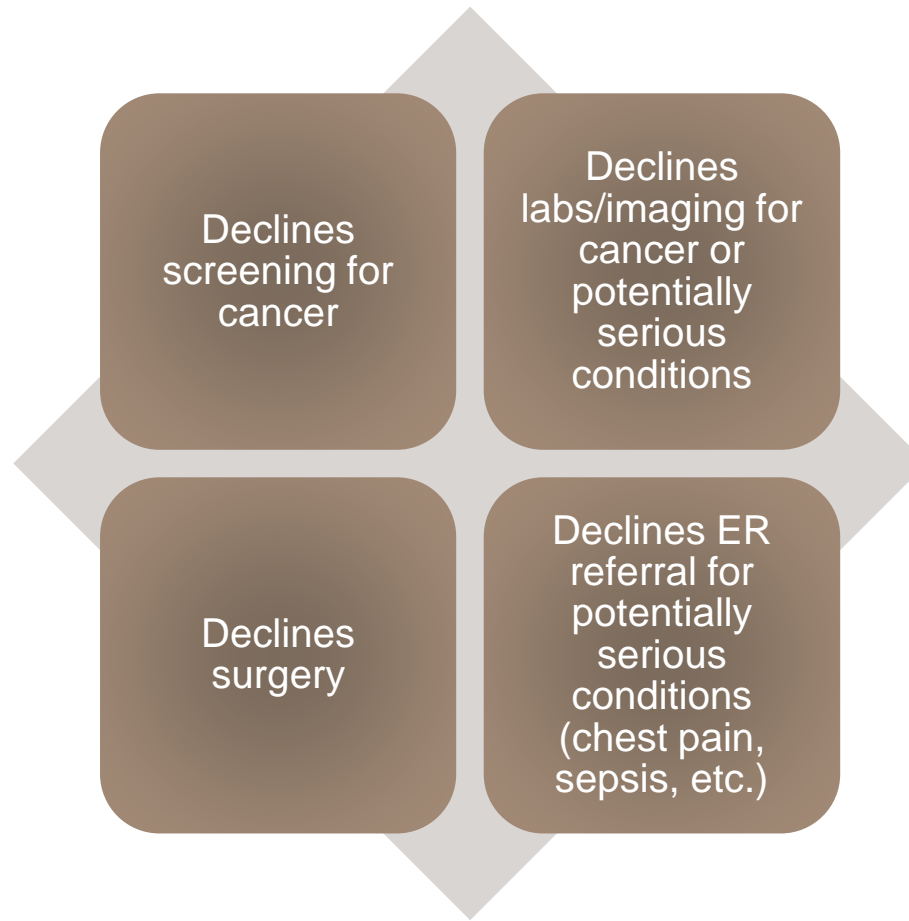 Declines
screening for
cancer
Declines
labs/imaging for
cancer or
potentially
serious
conditions
Declines
surgery
Declines ER
referral for
potentially
serious
conditions
(chest pain,
sepsis, etc.)